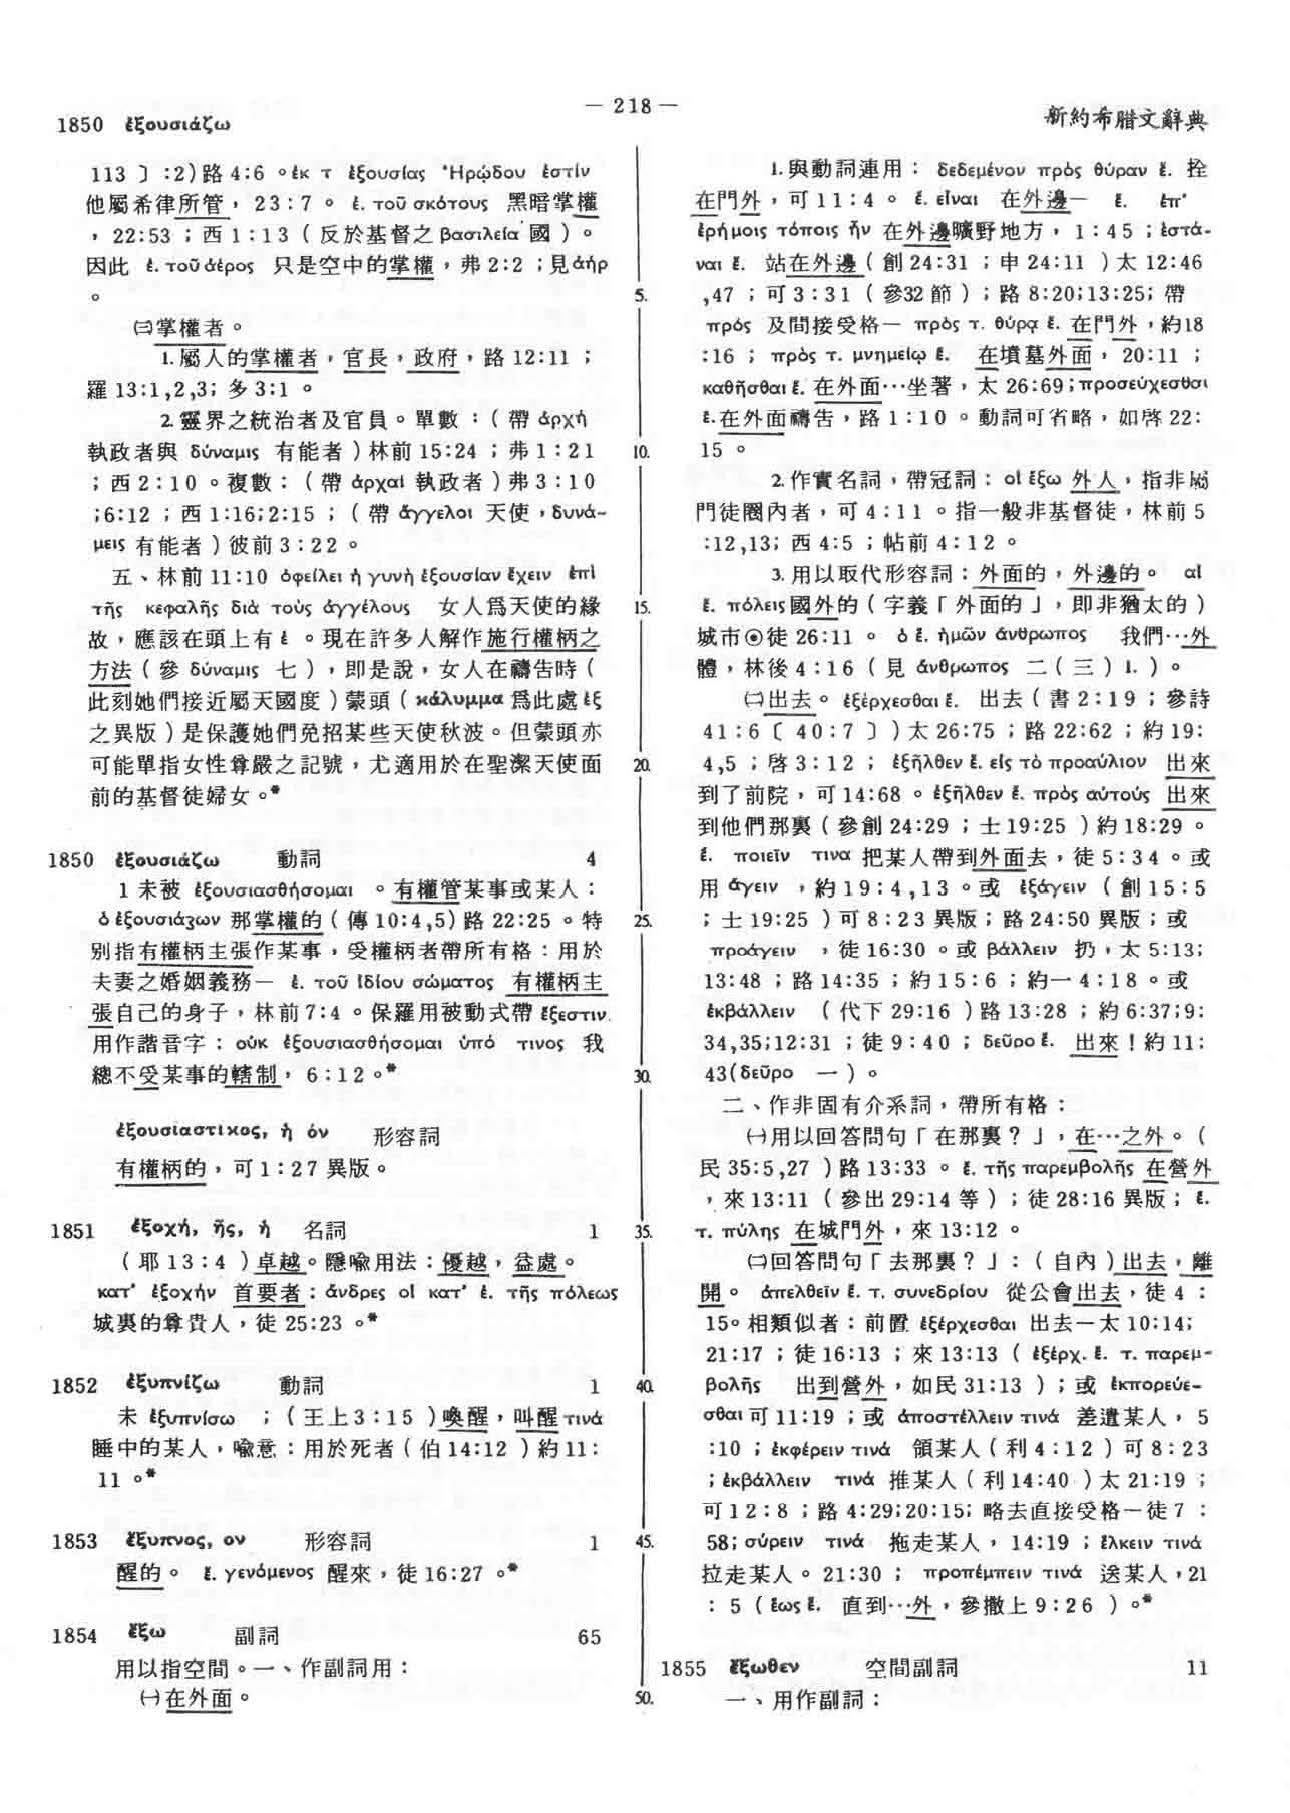 — 218 —
1850 ἐξουσιάζω
新約希腊文辭典
113 〕:2)路 4:6 。ἐκ τ ἐξουσίας Ἡρῴδου ἐστίν
他屬希律所管,23:7。 ἐ. τοῦ σκότους 黑暗掌權
,22:53;西 1:13(反於基督之 βασιλεία 國)。
因此 ἐ. τοῦ ἀέρος 只是空中的掌權,弗 2:2;見 ἀήρ
。
㈢掌權者。
1. 屬人的掌權者,官長,政府,路 12:11;
羅 13:1,2,3; 多 3:1。
2. 靈界之統治者及官員。單數:(帶 ἀρχή
執政者與 δύναμις 有能者)林前 15:24;弗 1:21
;西 2:10。複數:(帶 ἀρχαί 執政者)弗 3:10
;6:12;西 1:16;2:15;(帶 ἄγγελοι 天使,δυνά-
μεις 有能者)彼前 3:22。
五、林前 11:10 ὀφείλει ἡ γυνὴ ἐξουσίαν ἔχειν ἐπὶ
τῆς κεφαλῆς διὰ τοὺς ἀγγέλους 女人爲天使的緣
故,應該在頭上有 ἐ。現在許多人解作施行權柄之
方法(參 δύναμις 七),即是說,女人在禱告時(
此刻她們接近屬天國度)蒙頭(κάλυμμα 爲此處 ἐξ
之異版)是保護她們免招某些天使秋波。但蒙頭亦
可能單指女性尊嚴之記號,尤適用於在聖潔天使面
前的基督徒婦女。*
1850 ἐξουσιάζω 動詞 4
1 未被 ἐξουσιασθήσομαι 。有權管某事或某人:
ὁ ἐξουσιάζων 那掌權的(傳 10:4,5)路 22:25。特
別指有權柄主張作某事,受權柄者帶所有格:用於
夫妻之婚姻義務— ἐ. τοῦ ἰδίου σώματος 有權柄主
張自己的身子,林前 7:4。保羅用被動式帶 ἔξεστιν
用作諧音字:οὐκ ἐξουσιασθήσομαι ὑπό τινος 我
總不受某事的轄制,6:12。*
ἐξουσιαστικος, ή όν 形容詞
有權柄的,可 1:27 異版。
1851 ἐξοχή, ῆς, ἡ 名詞 1
(耶 13:4)卓越。隱喩用法:優越,益處。
κατ' ἐξοχήν 首要者:ἄνδρες οἱ κατ' ἐ. τῆς πόλεως
城裏的尊貴人,徒 25:23。*
1852 ἐξυπνίζω 動詞 1
未 ἐξυπνίσω ;(王上 3:15)喚醒,叫醒 τινά
睡中的某人,喩意:用於死者(伯 14:12)約 11:
11。*
1853 ἔξυπνος, ον 形容詞 1
醒的。 ἔ. γενόμενος 醒來,徒 16:27。*
1854 ἔξω 副詞 65
用以指空間。一、作副詞用:
㈠在外面。
5.
10.
15.
20.
25.
30.
35.
40.
45.
50.
1. 與動詞連用: δεδεμένον πρὸς θύραν ἔ. 拴
在門外,可 11:4。 ἔ. εἶναι 在外邊— ἔ. ἐπ'
ἐρήμοις τόποις ἦν 在外邊曠野地方,1:45;ἑστά-
ναι ἔ. 站在外邊(創 24:31;申 24:11)太 12:46
,47;可 3:31(參32節);路 8:20;13:25; 帶
πρός 及間接受格— πρὸς τ. θύρᾳ ἔ. 在門外,約18
:16; πρὸς τ. μνημείῳ ἔ. 在墳墓外面,20:11;
καθῆσθαι ἔ. 在外面…坐著,太 26:69;προσεύχεσθαι
ἔ. 在外面禱告,路 1:10。動詞可省略,如啓 22:
15。
2. 作實名詞,帶冠詞: οἱ ἔξω 外人,指非屬
門徒圈內者,可 4:11。指一般非基督徒,林前 5
:12,13; 西 4:5;帖前 4:12。
3. 用以取代形容詞:外面的,外邊的。 αἱ
ἔ. πόλεις 國外的(字義「外面的」,即非猶太的)
城市⊙徒 26:11。 ὁ ἔ. ἡμῶν ἄνθρωπος 我們…外
體,林後 4:16(見 ἄνθρωπος 二(三)1.)。
㈡出去。 ἐξέρχεσθαι ἔ. 出去(書 2:19;參詩
41:6〔 40:7 〕)太 26:75;路 22:62;約 19:
4,5;啓 3:12; ἐξῆλθεν ἔ. εἰς τὸ προαύλιον 出來
到了前院,可 14:68。ἐξῆλθεν ἔ. πρὸς αὐτούς 出來
到他們那裏(參創 24:29;士 19:25)約 18:29。
ἔ. ποιεῖν τινα 把某人帶到外面去,徒 5:34。或
用 ἄγειν ,約 19:4,13。或 ἐξάγειν (創 15:5
;士 19:25)可 8:23 異版;路 24:50 異版;或
προάγειν ,徒 16:30。或 βάλλειν 扔,太 5:13;
13:48;路 14:35;約 15:6;約一 4:18。或
ἐκβάλλειν (代下 29:16)路 13:28;約 6:37;9:
34,35;12:31;徒 9:40; δεῦρο ἔ. 出來!約 11:
43(δεῦρο 一)。
二、作非固有介系詞,帶所有格:
㈠用以回答問句「在那裏?」,在…之外。(
民 35:5,27)路 13:33。 ἔ. τῆς παρεμβολῆς 在營外
,來 13:11(參出 29:14 等);徒 28:16 異版; ἔ.
τ. πύλης 在城門外,來 13:12。
㈡回答問句「去那裏?」:(自內)出去,離
開。 ἀπελθεῖν ἔ. τ. συνεδρίου 從公會出去,徒 4:
15。相類似者:前置 ἐξέρχεσθαι 出去—太 10:14;
21:17;徒 16:13;來 13:13(ἐξέρχ. ἔ. τ. παρεμ-
βολῆς 出到營外,如民 31:13);或 ἐκπορεύε-
σθαι 可 11:19;或 ἀποστέλλειν τινά 差遣某人,5
:10;ἐκφέρειν τινά 領某人(利 4:12)可 8:23
;ἐκβάλλειν τινά 推某人(利 14:40)太 21:19;
可 12:8;路 4:29;20:15; 略去直接受格—徒 7:
58; σύρειν τινά 拖走某人,14:19;ἕλκειν τινά
拉走某人。21:30; προπέμπειν τινά 送某人,21
:5(ἕως ἔ. 直到…外,參撒上 9:26)。*
1855 ἔξωθεν 空間副詞 11
一、用作副詞: